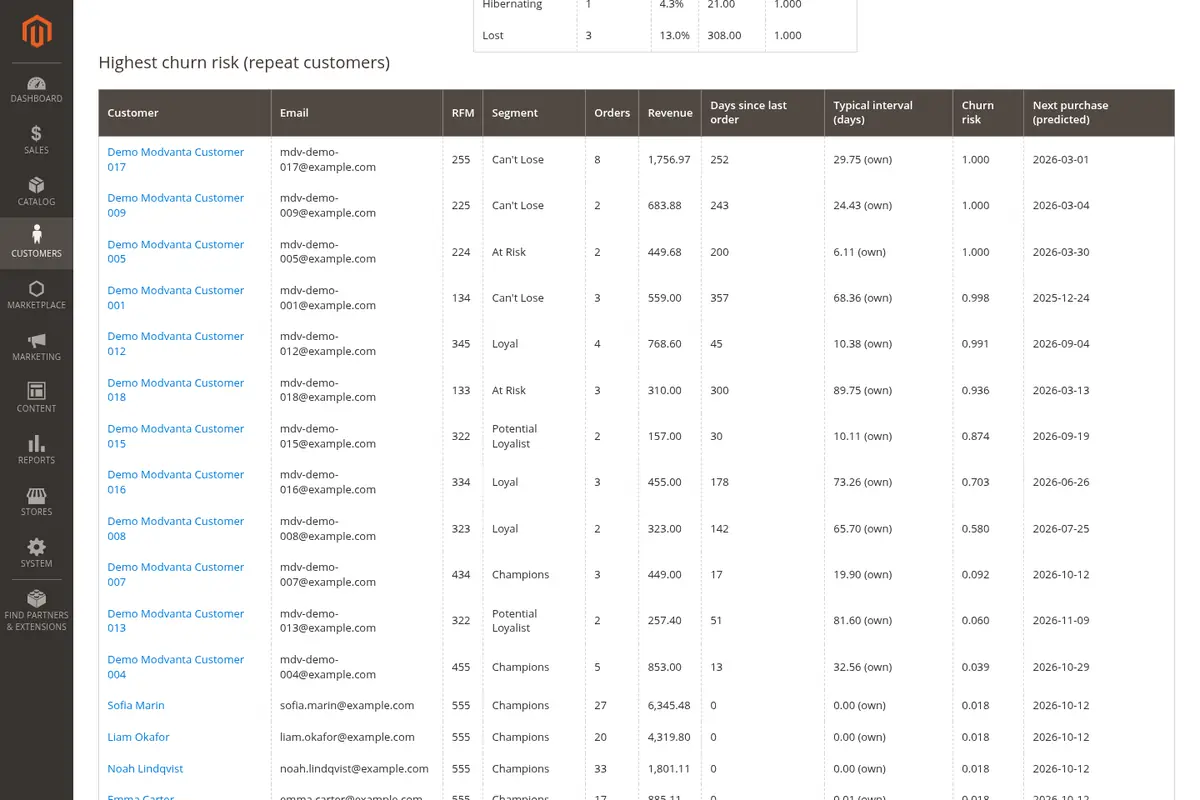 Hibernating 1 4.3% 21.00 1.000
Lost 3 13.0% 308.00 1.000
Highest churn risk (repeat customers)
DASHBOARD
SALES
CATALOG
CUSTOMERS
MARKETPLACE
MARKETING
CONTENT
REPORTS
STORES
SYSTEM
FIND PARTNERS
& EXTENSIONS
Customer Email RFM Segment Orders Revenue Days since last order Typical interval (days) Churn risk Next purchase (predicted)
Demo Modvanta Customer 017 mdv-demo-017@example.com 255 Can't Lose 8 1,756.97 252 29.75 (own) 1.000 2026-03-01
Demo Modvanta Customer 009 mdv-demo-009@example.com 225 Can't Lose 2 683.88 243 24.43 (own) 1.000 2026-03-04
Demo Modvanta Customer 005 mdv-demo-005@example.com 224 At Risk 2 449.68 200 6.11 (own) 1.000 2026-03-30
Demo Modvanta Customer 001 mdv-demo-001@example.com 134 Can't Lose 3 559.00 357 68.36 (own) 0.998 2025-12-24
Demo Modvanta Customer 012 mdv-demo-012@example.com 345 Loyal 4 768.60 45 10.38 (own) 0.991 2026-09-04
Demo Modvanta Customer 018 mdv-demo-018@example.com 133 At Risk 3 310.00 300 89.75 (own) 0.936 2026-03-13
Demo Modvanta Customer 015 mdv-demo-015@example.com 322 Potential Loyalist 2 157.00 30 10.11 (own) 0.874 2026-09-19
Demo Modvanta Customer 016 mdv-demo-016@example.com 334 Loyal 3 455.00 178 73.26 (own) 0.703 2026-06-26
Demo Modvanta Customer 008 mdv-demo-008@example.com 323 Loyal 2 323.00 142 65.70 (own) 0.580 2026-07-25
Demo Modvanta Customer 007 mdv-demo-007@example.com 434 Champions 3 449.00 17 19.90 (own) 0.092 2026-10-12
Demo Modvanta Customer 013 mdv-demo-013@example.com 322 Potential Loyalist 2 257.40 51 81.60 (own) 0.060 2026-11-09
Demo Modvanta Customer 004 mdv-demo-004@example.com 455 Champions 5 853.00 13 32.56 (own) 0.039 2026-10-29
Sofia Marin sofia.marin@example.com 555 Champions 27 6,345.48 0 0.00 (own) 0.018 2026-10-12
Liam Okafor liam.okafor@example.com 555 Champions 20 4,319.80 0 0.00 (own) 0.018 2026-10-12
Noah Lindqvist noah.lindqvist@example.com 555 Champions 33 1,801.11 0 0.00 (own) 0.018 2026-10-12
Emma Carter emma.carter@example.com 555 Champions 17 885.11 0 0.01 (own) 0.018 2026-10-12